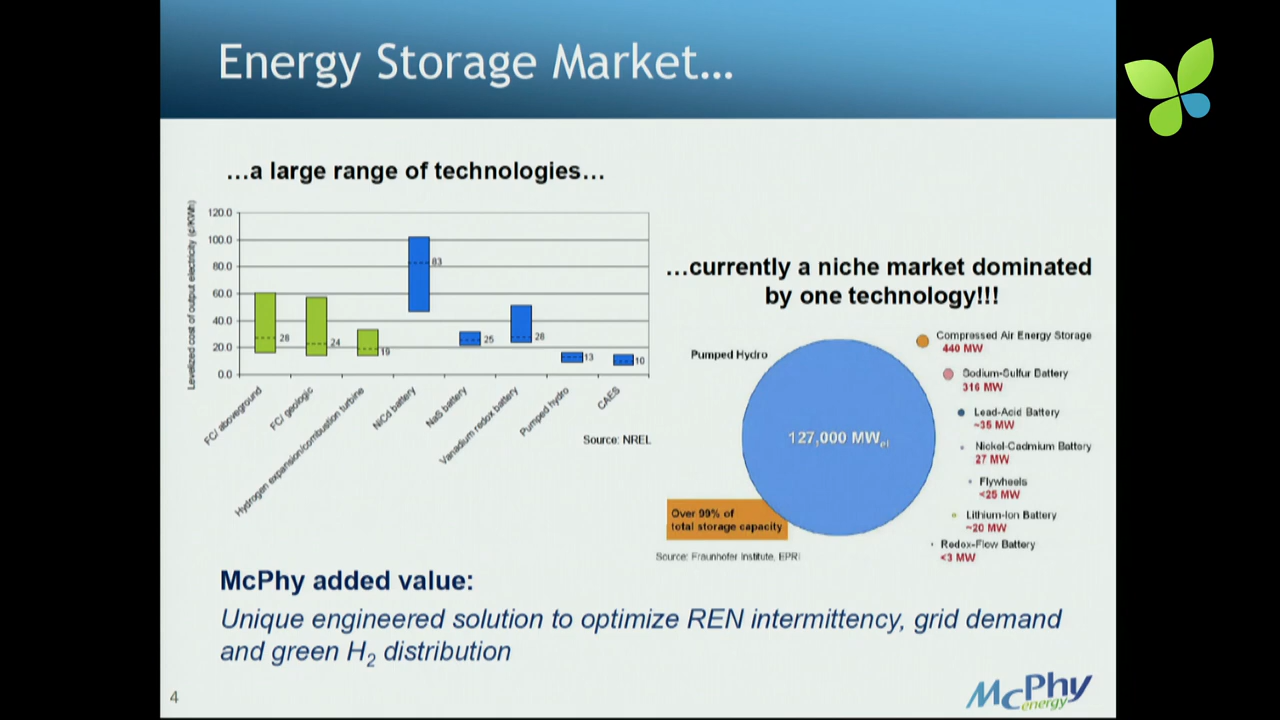 Energy Storage Market...
...a large range of technologies...
Levelized cost of output electricity (¢/KWh)
120.0
100.0
80.0
60.0
40.0
20.0
0.0
28
24
19
83
25
28
13
10
FC/ aboveground
FC/ geologic
Hydrogen expansion/combustion turbine
NiCd battery
NaS battery
Vanadium redox battery
Pumped hydro
CAES
Source: NREL
...currently a niche market dominated
by one technology!!!
Pumped Hydro
127,000 MWel
Over 99% of
total storage capacity
Compressed Air Energy Storage
440 MW
Sodium-Sulfur Battery
316 MW
Lead-Acid Battery
~35 MW
Nickel-Cadmium Battery
27 MW
Flywheels
<25 MW
Lithium-Ion Battery
~20 MW
Redox-Flow Battery
<3 MW
Source: Fraunhofer Institute, EPRI
McPhy added value:
Unique engineered solution to optimize REN intermittency, grid demand
and green H2 distribution
4
McPhy
energy